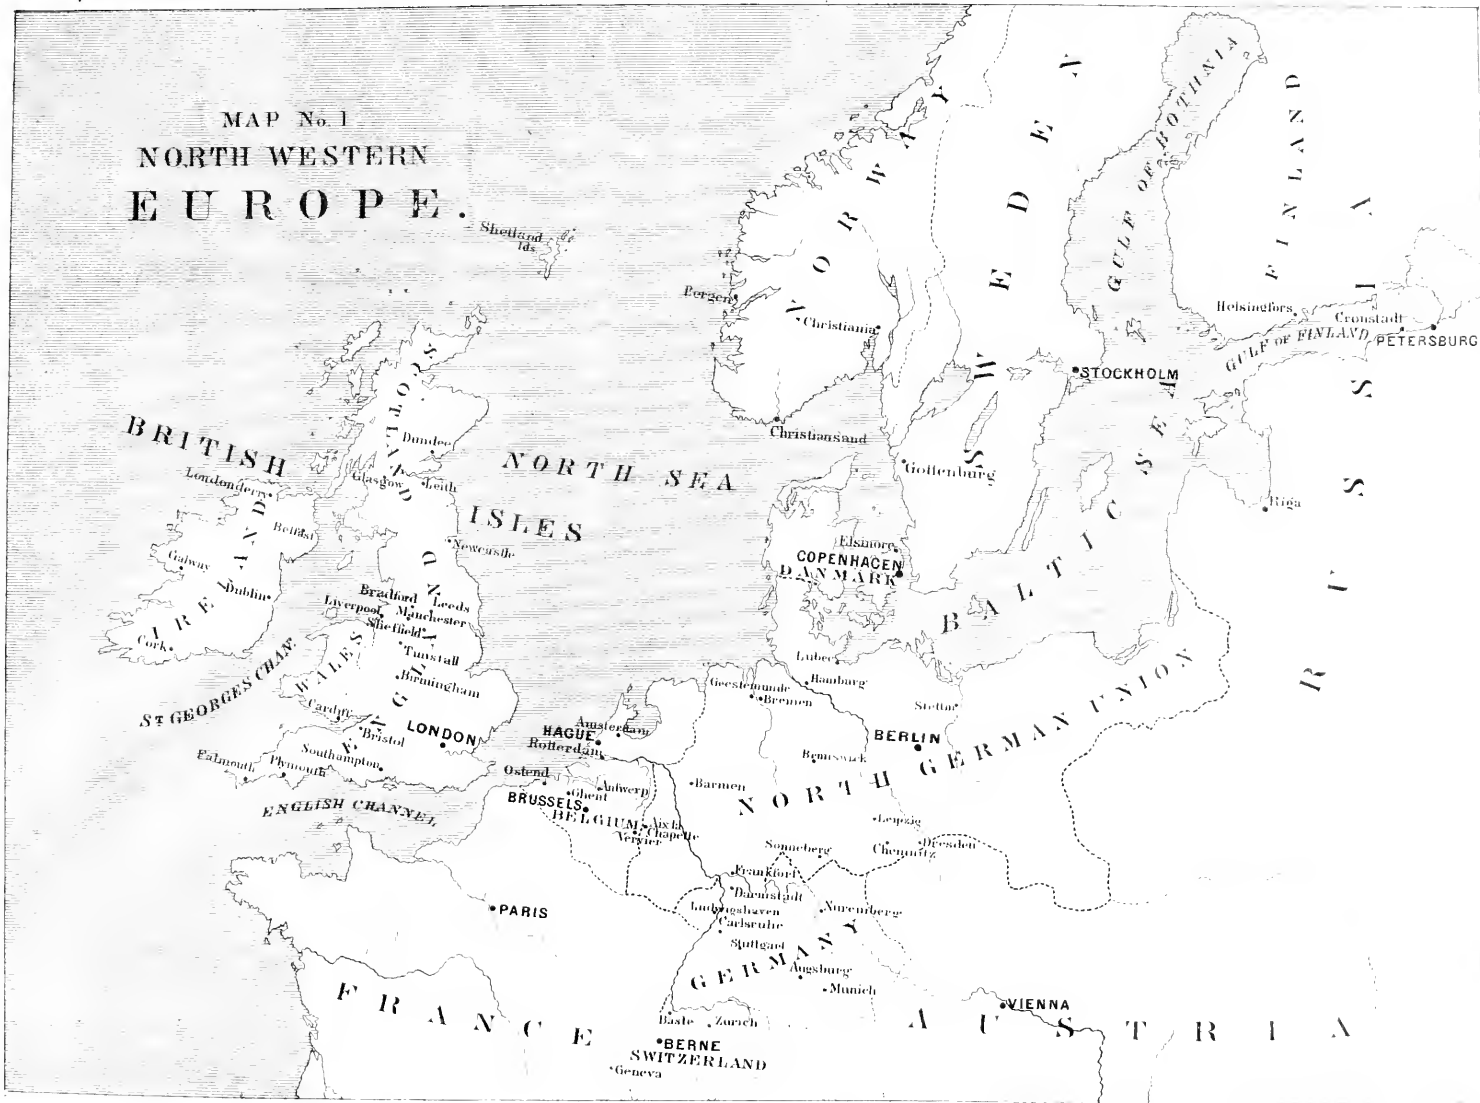 MAP No. 1
NORTH WESTERN
EUROPE.
Shetland
Ids
NORWAY
SWEDEN
GULF OF BOTHNIA
FINLAND
RUSSIA
Bergen
Christiania
Helsingfors
Cronstadt
GULF OF FINLAND
PETERSBURG
STOCKHOLM
Christiansand
BRITISH
ISLES
NORTH SEA
BALTIC SEA
SCOTLAND
Dundee
Glasgow
Leith
Londonderry
Belfast
IRELAND
Galway
Dublin
Cork
Newcastle
Gottenburg
Riga
Elsinore
COPENHAGEN
DANMARK
Bradford
Leeds
Liverpool
Manchester
Sheffield
Tunstall
Birmingham
ENGLAND
WALES
ST GEORGES CHAN.
Cardiff
Bristol
LONDON
Southampton
Falmouth
Plymouth
ENGLISH CHANNEL
Lubec
Hamburg
Geestemunde
Bremen
Stettin
Amsterdam
HAGUE
Rotterdam
BERLIN
Brunswick
NORTH GERMAN UNION
Ostend
Ghent
Antwerp
BRUSSELS
BELGIUM
Aix la
Chapelle
Vervier
Barmen
Leipzig
Dresden
Chemnitz
Sonneberg
Frankfort
Darmstadt
Ludwigshaven
Nuremberg
Carlsruhe
Stuttgart
GERMANY
Augsburg
Munich
PARIS
FRANCE
VIENNA
AUSTRIA
Basle
Zurich
BERNE
SWITZERLAND
Geneva